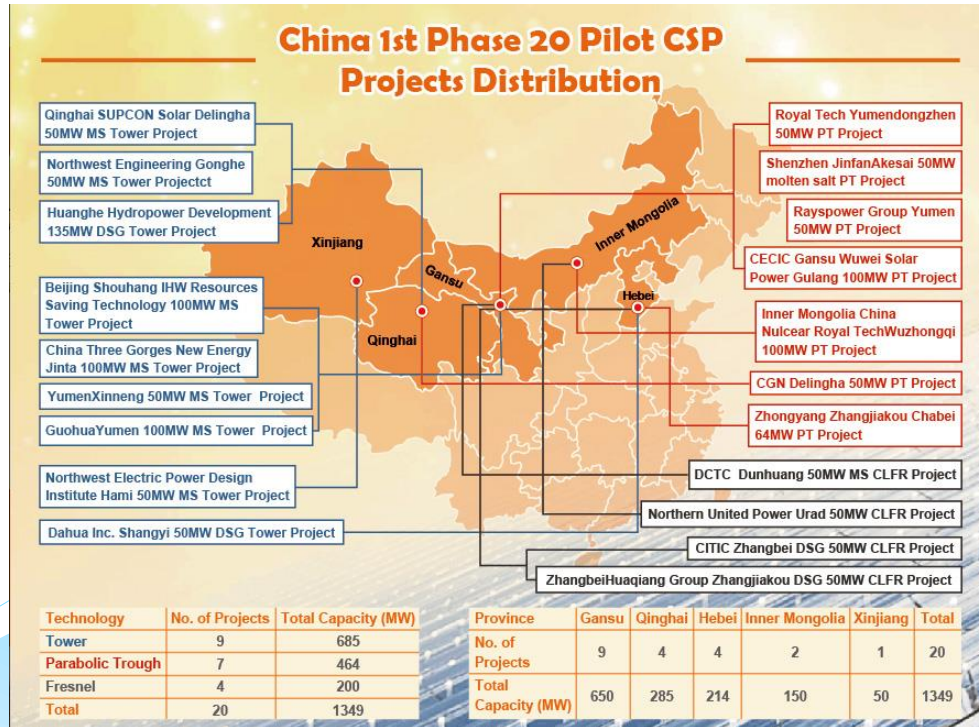 China 1st Phase 20 Pilot CSP
Projects Distribution
Qinghai SUPCON Solar Delingha
50MW MS Tower Project
Northwest Engineering Gonghe
50MW MS Tower Projectct
Huanghe Hydropower Development
135MW DSG Tower Project
Beijing Shouhang IHW Resources
Saving Technology 100MW MS
Tower Project
China Three Gorges New Energy
Jinta 100MW MS Tower Project
YumenXinneng 50MW MS Tower Project
GuohuaYumen 100MW MS Tower Project
Northwest Electric Power Design
Institute Hami 50MW MS Tower Project
Dahua Inc. Shangyi 50MW DSG Tower Project
Xinjiang
Gansu
Qinghai
Inner Mongolia
Hebei
Royal Tech Yumendongzhen
50MW PT Project
Shenzhen JinfanAkesai 50MW
molten salt PT Project
Rayspower Group Yumen
50MW PT Project
CECIC Gansu Wuwei Solar
Power Gulang 100MW PT Project
Inner Mongolia China
Nulcear Royal TechWuzhongqi
100MW PT Project
CGN Delingha 50MW PT Project
Zhongyang Zhangjiakou Chabei
64MW PT Project
DCTC Dunhuang 50MW MS CLFR Project
Northern United Power Urad 50MW CLFR Project
CITIC Zhangbei DSG 50MW CLFR Project
ZhangbeiHuaqiang Group Zhangjiakou DSG 50MW CLFR Project
Technology No. of Projects Total Capacity (MW)
Tower 9 685
Parabolic Trough 7 464
Fresnel 4 200
Total 20 1349
Province Gansu Qinghai Hebei Inner Mongolia Xinjiang Total
No. of
Projects 9 4 4 2 1 20
Total
Capacity (MW) 650 285 214 150 50 1349